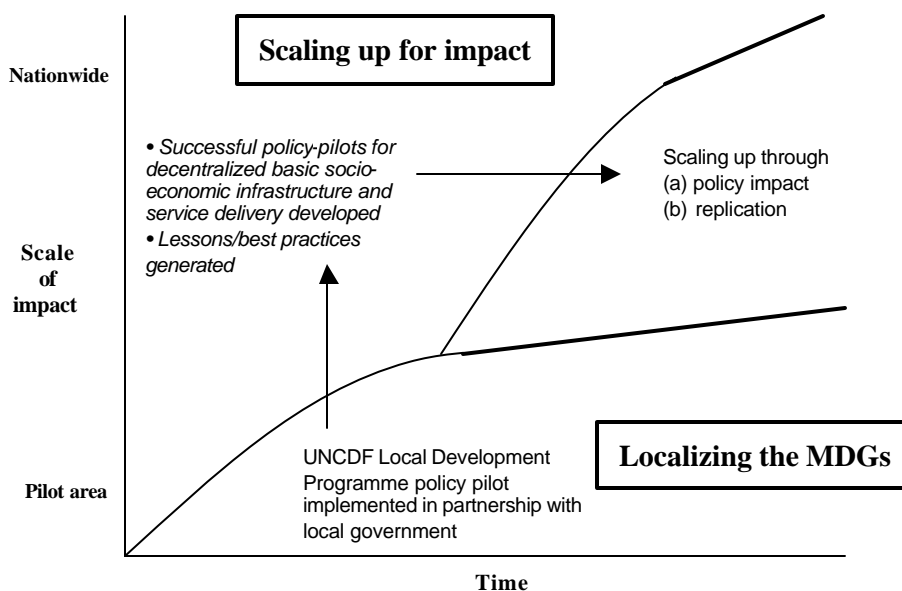 Scaling up for impact
Nationwide
• Successful policy-pilots for
decentralized basic socio-
economic infrastructure and
service delivery developed
• Lessons/best practices
generated
Scaling up through
(a) policy impact
(b) replication
Scale
of
impact
UNCDF Local Development
Programme policy pilot
implemented in partnership with
local government
Localizing the MDGs
Pilot area
Time